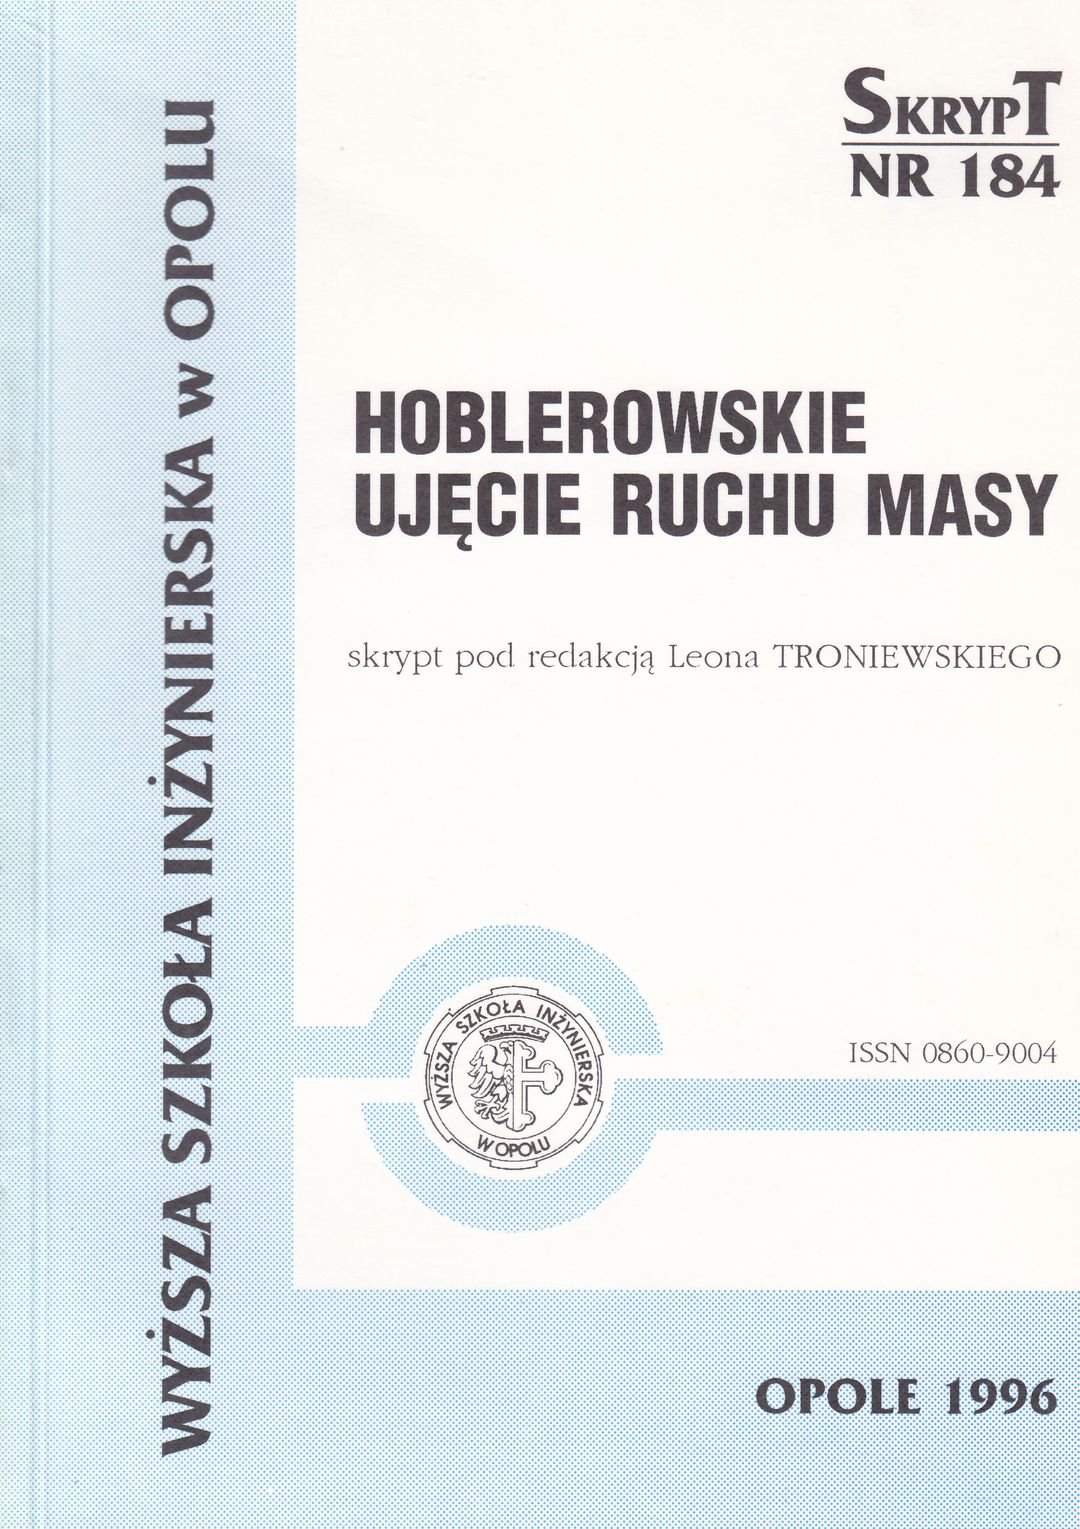 WYŻSZA SZKOŁA INŻYNIERSKA w OPOLU
SKRYPT
NR 184
HOBLEROWSKIE
UJĘCIE RUCHU MASY
skrypt pod redakcją Leona TRONIEWSKIEGO
WYŻSZA SZKOŁA INŻYNIERSKA
W OPOLU
ISSN 0860-9004
OPOLE 1996